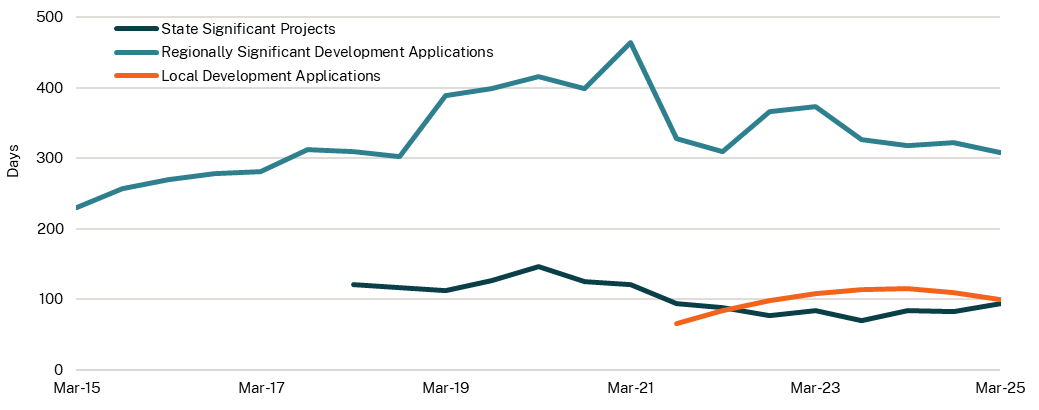 500
State Significant Projects
Regionally Significant Development Applications
400
Local Development Applications
Days
300
200
100
0
Mar-15 Mar-17 Mar-19 Mar-21 Mar-23 Mar-25